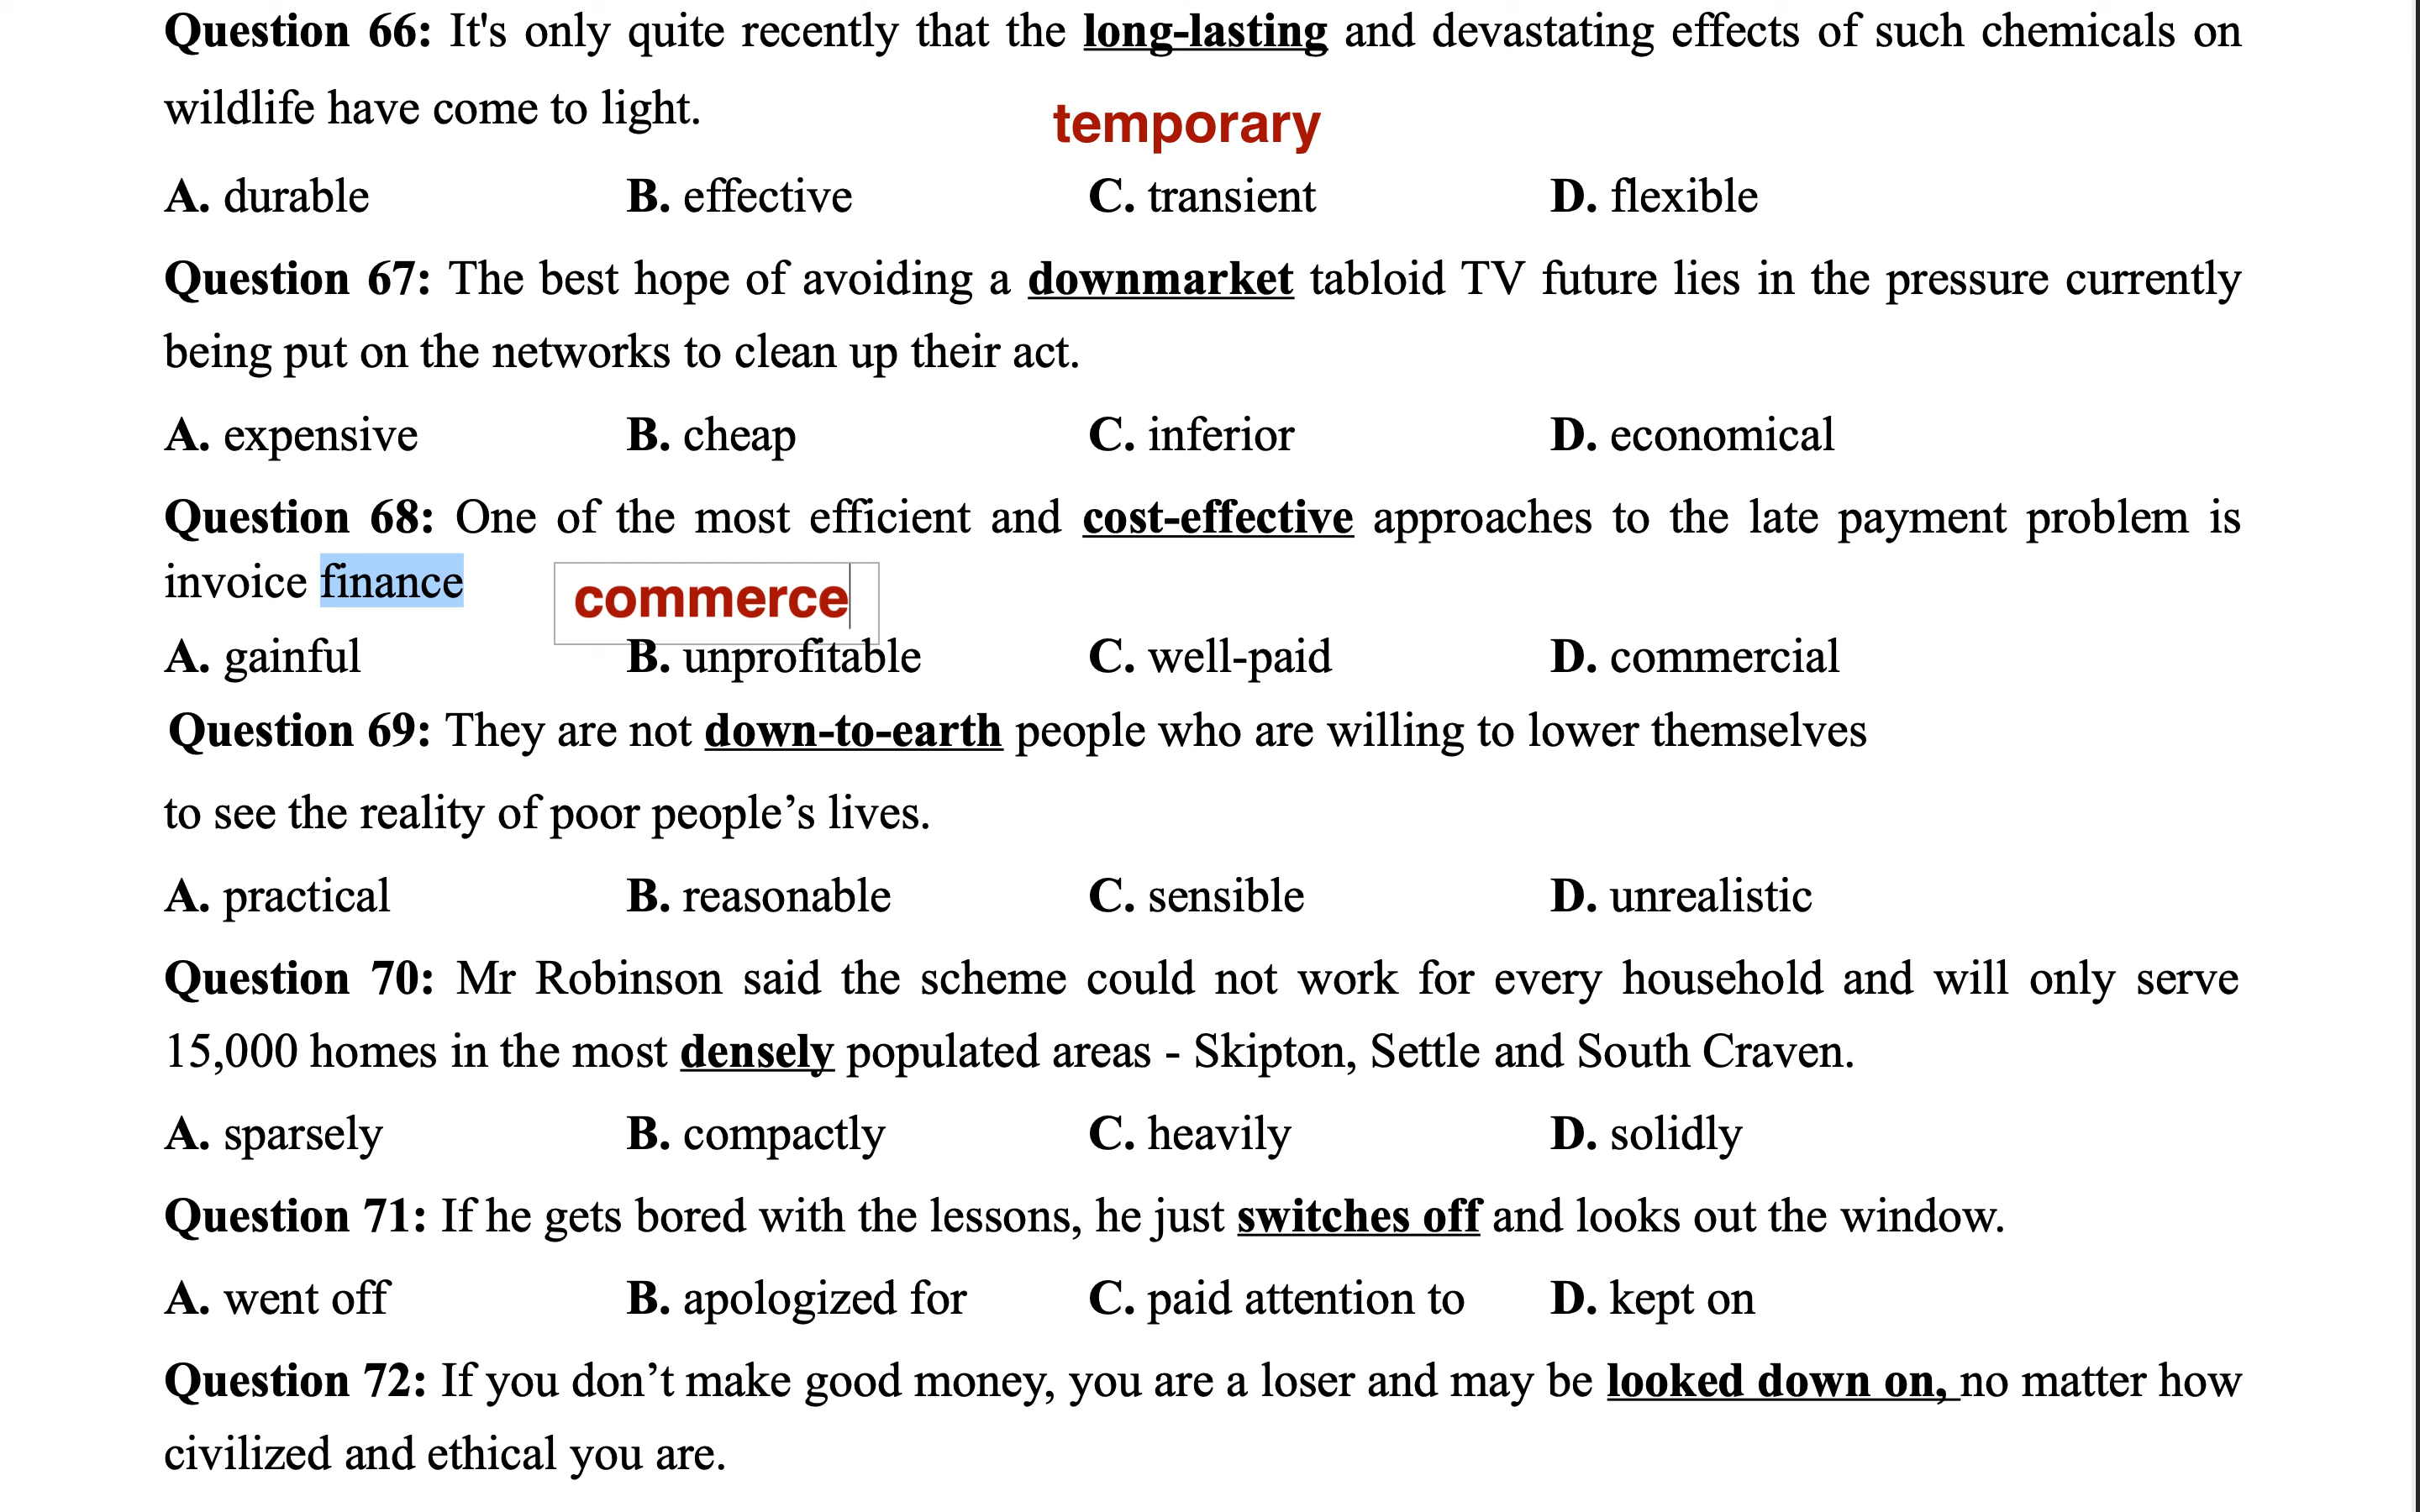 Question 66: It's only quite recently that the long-lasting and devastating effects of such chemicals on
wildlife have come to light.
temporary
A. durable B. effective C. transient D. flexible
Question 67: The best hope of avoiding a downmarket tabloid TV future lies in the pressure currently
being put on the networks to clean up their act.
A. expensive B. cheap C. inferior D. economical
Question 68: One of the most efficient and cost-effective approaches to the late payment problem is
invoice finance
commerce
A. gainful B. unprofitable C. well-paid D. commercial
Question 69: They are not down-to-earth people who are willing to lower themselves
to see the reality of poor people’s lives.
A. practical B. reasonable C. sensible D. unrealistic
Question 70: Mr Robinson said the scheme could not work for every household and will only serve
15,000 homes in the most densely populated areas - Skipton, Settle and South Craven.
A. sparsely B. compactly C. heavily D. solidly
Question 71: If he gets bored with the lessons, he just switches off and looks out the window.
A. went off B. apologized for C. paid attention to D. kept on
Question 72: If you don’t make good money, you are a loser and may be looked down on, no matter how
civilized and ethical you are.